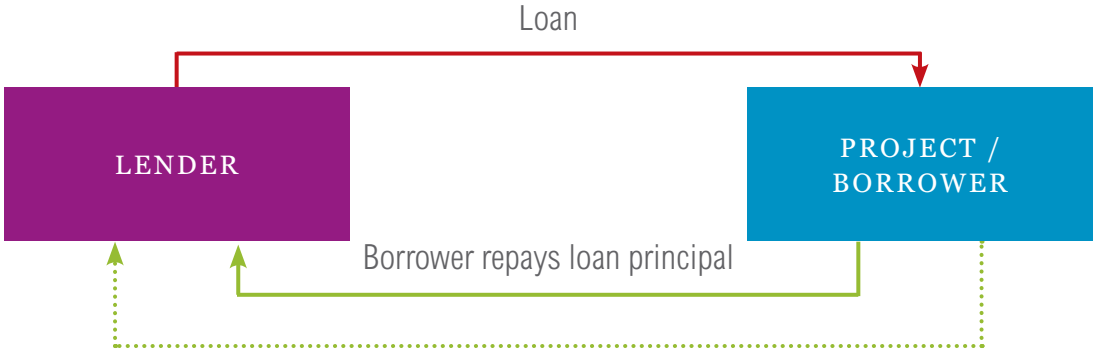 Loan
LENDER
PROJECT /
BORROWER
Borrower repays loan principal